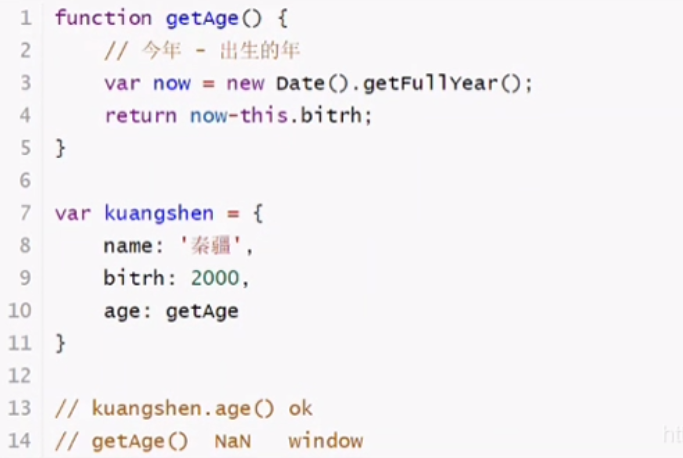 1 function getAge() {
2 // 今年 - 出生的年
3 var now = new Date().getFullYear();
4 return now-this.bitrh;
5 }
6
7 var kuangshen = {
8 name: '秦疆',
9 bitrh: 2000,
10 age: getAge
11 }
12
13 // kuangshen.age() ok
14 // getAge() NaN window